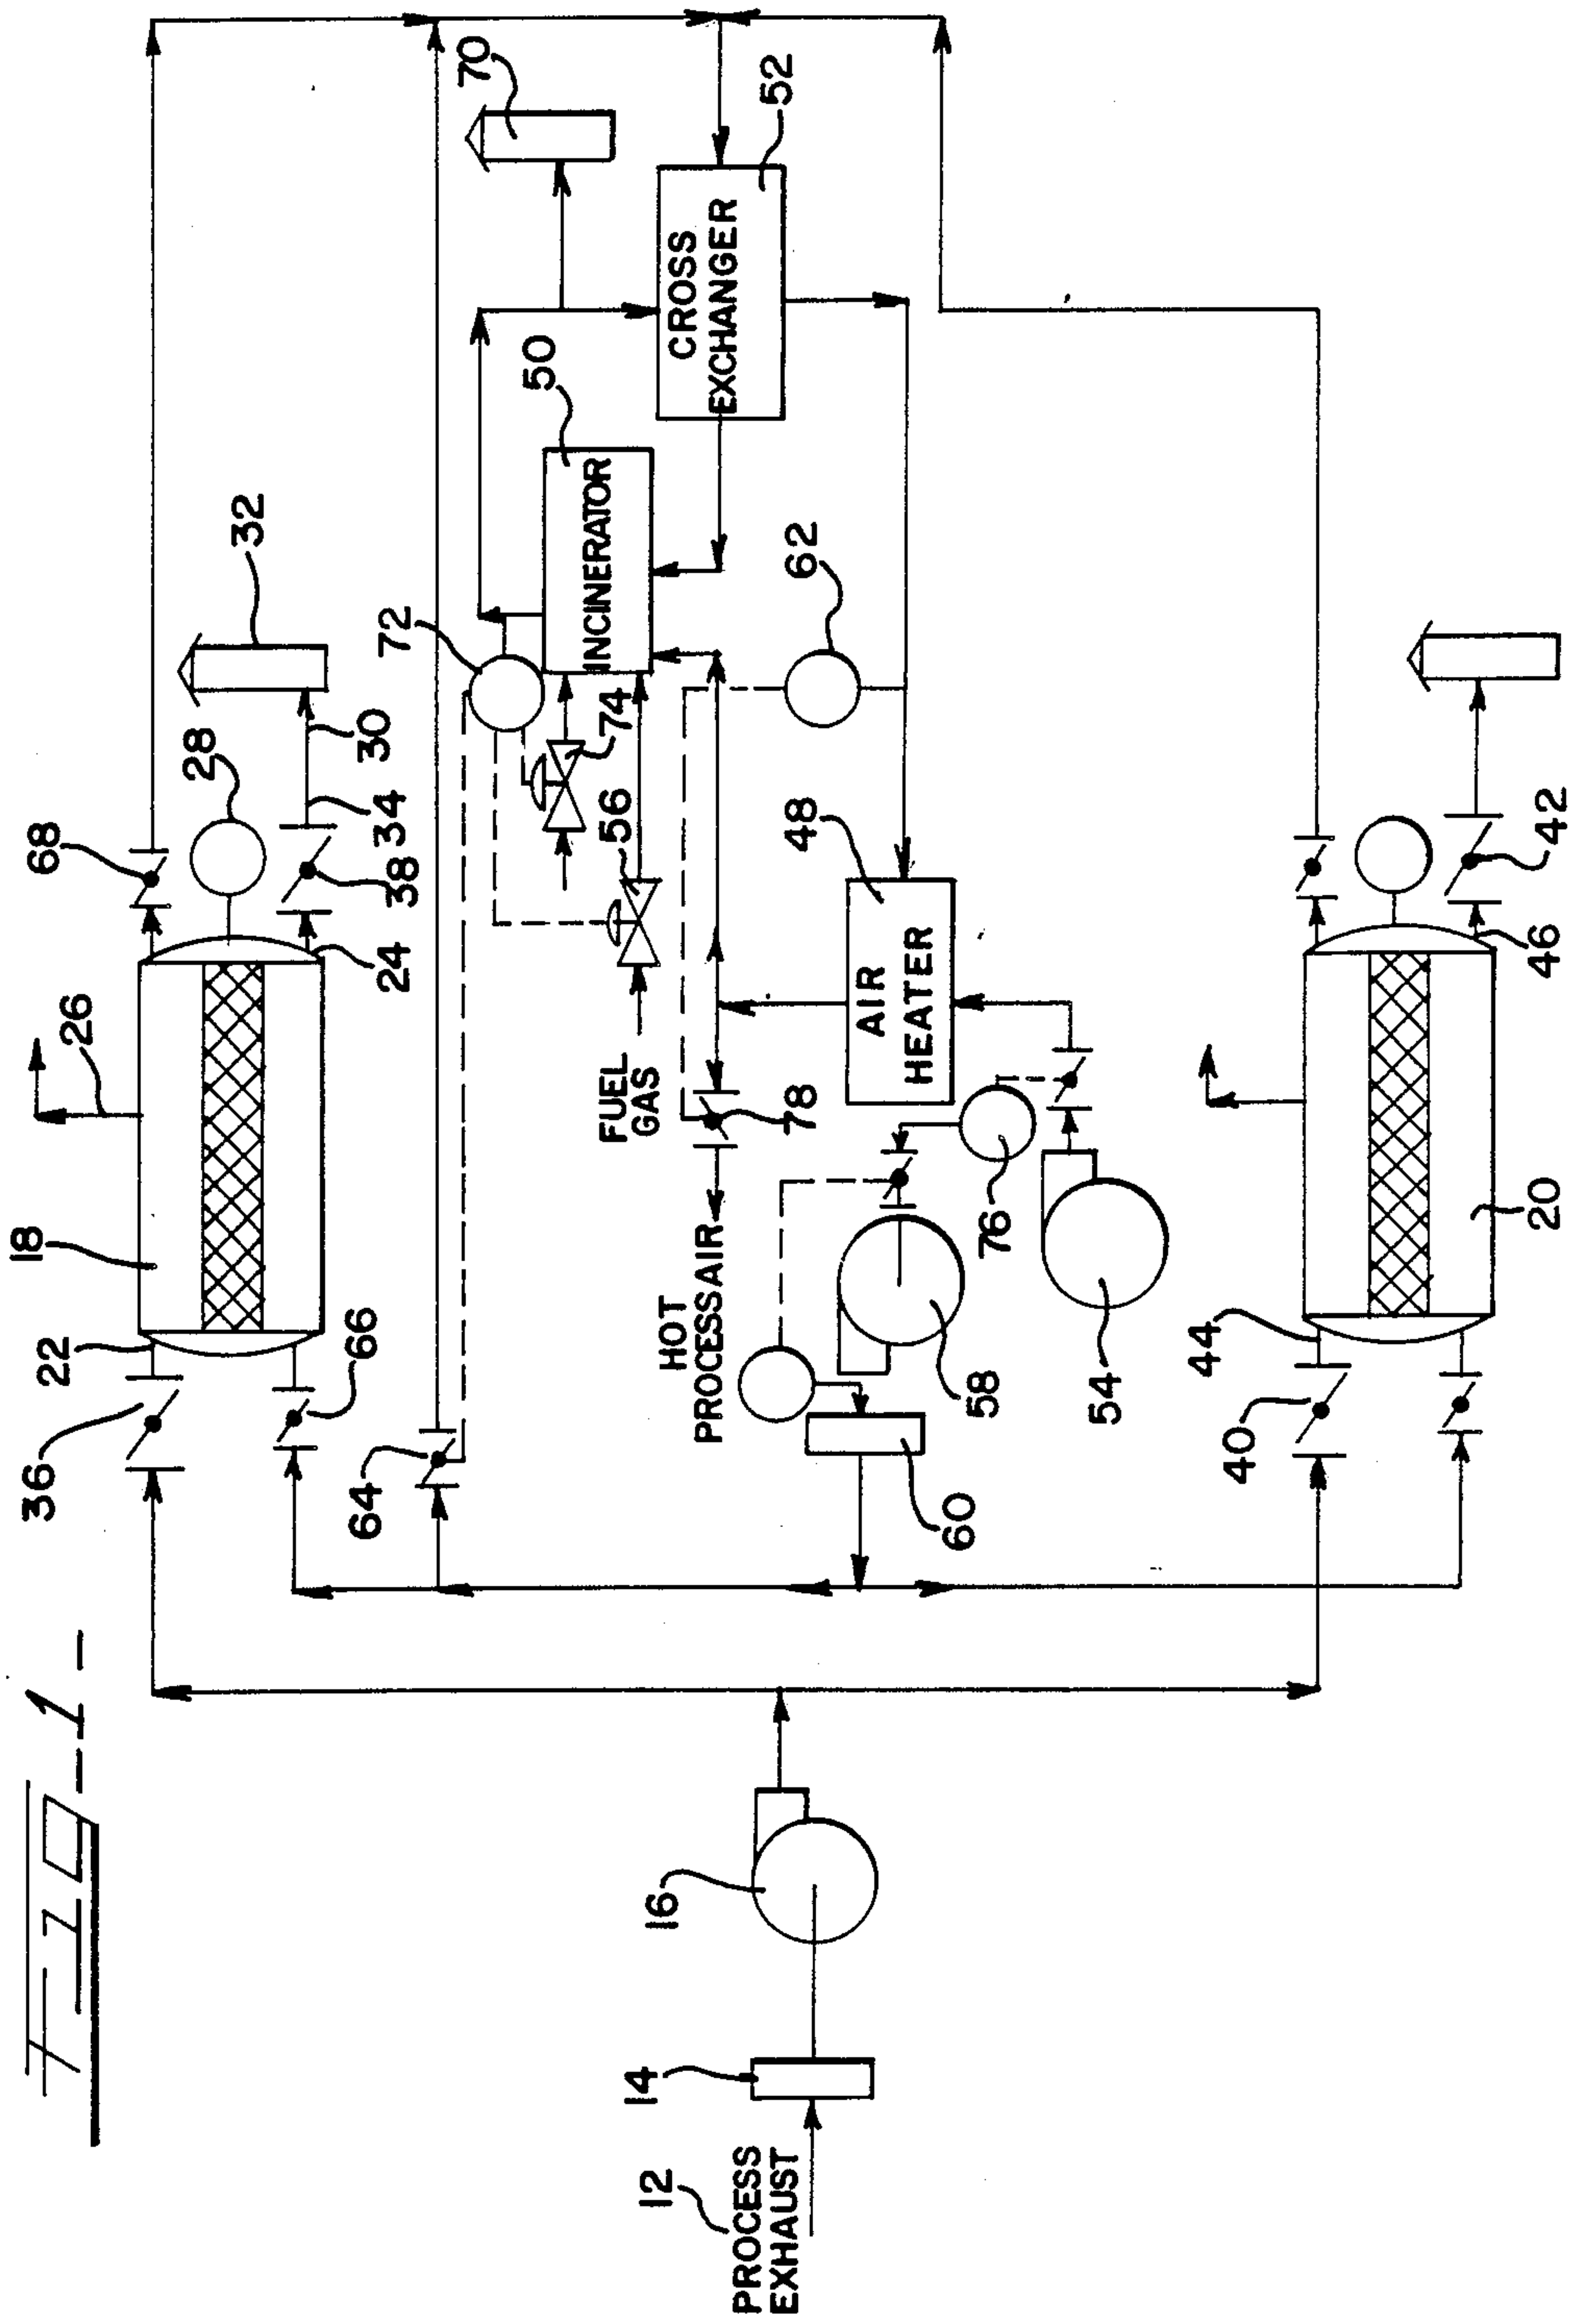 Fig-1-
12
PROCESS
EXHAUST
14
16
36
22
18
26
66
68
28
24
38
34
30
32
64
72
70
74
56
50
INCINERATOR
CROSS
EXCHANGER
52
FUEL
GAS
62
78
HOT
PROCESS AIR
48
AIR
HEATER
76
58
54
60
40
44
20
46
42